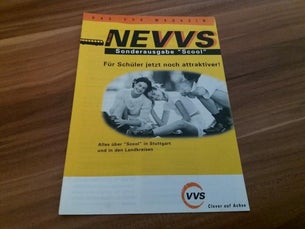 DAS VVS MAGAZIN
NEVVS
Sonderausgabe "Scool"
Für Schüler jetzt noch attraktiver!
Alles über "Scool" in Stuttgart
und in den Landkreisen
VVS
Clever auf Achse